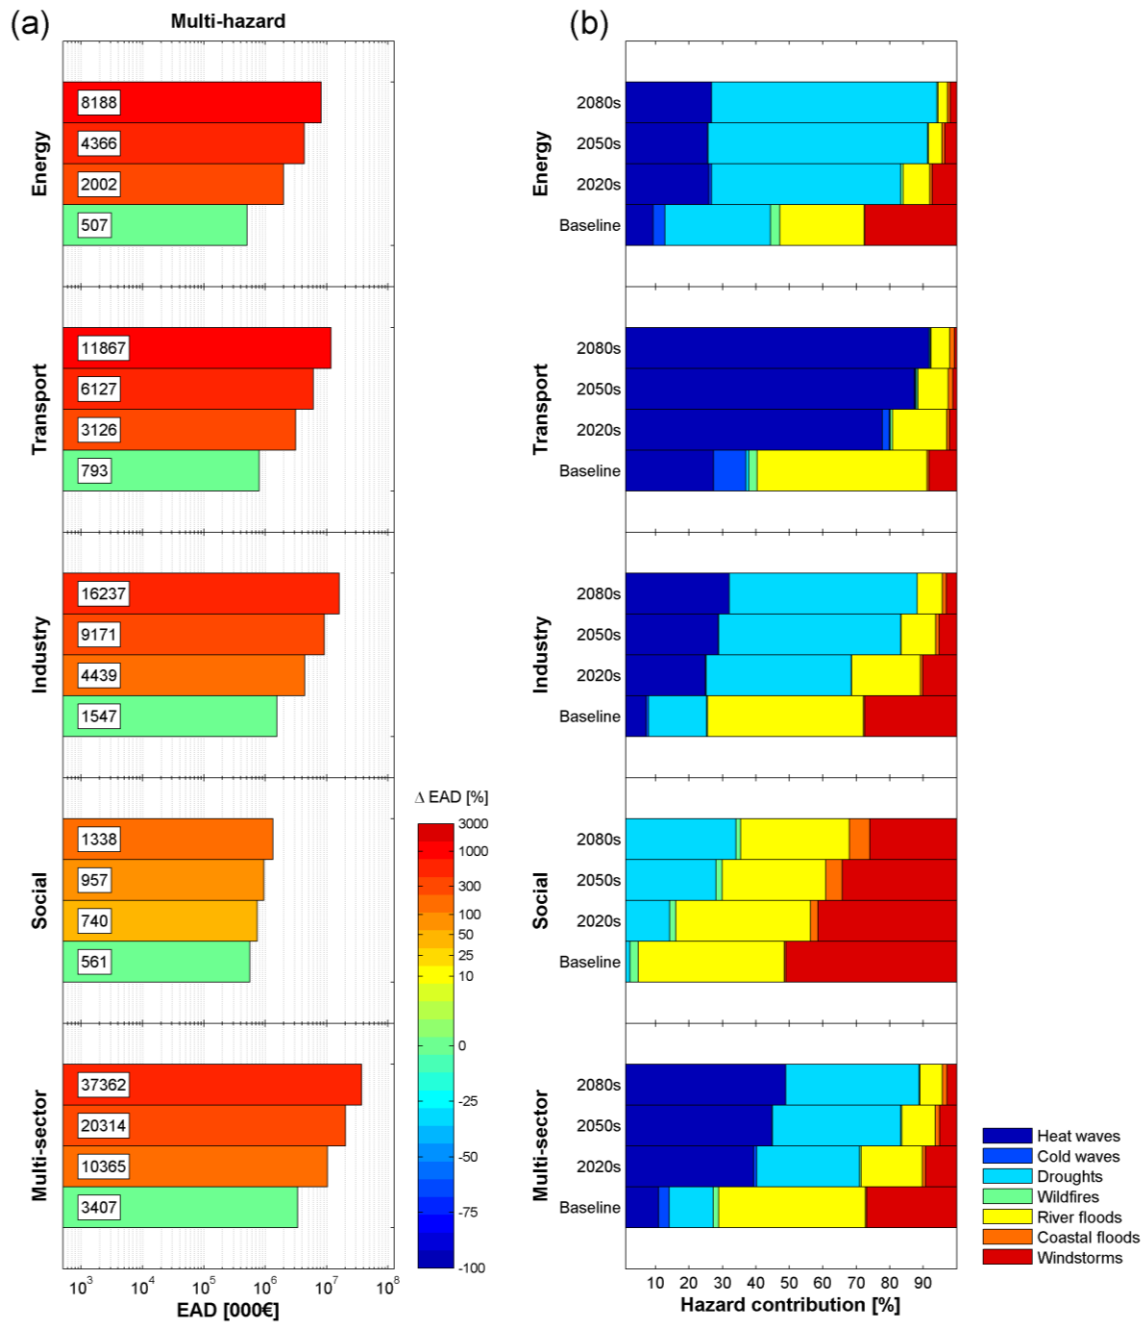 (a)
Multi-hazard
Energy
8188
4366
2002
507
Transport
11867
6127
3126
793
Industry
16237
9171
4439
1547
Social
1338
957
740
561
Multi-sector
37362
20314
10365
3407
10³ 10⁴ 10⁵ 10⁶ 10⁷ 10⁸
EAD [000€]
Δ EAD [%]
3000
1000
300
100
50
25
10
0
-25
-50
-75
-100
(b)
Energy
2080s
2050s
2020s
Baseline
Transport
2080s
2050s
2020s
Baseline
Industry
2080s
2050s
2020s
Baseline
Social
2080s
2050s
2020s
Baseline
Multi-sector
2080s
2050s
2020s
Baseline
10 20 30 40 50 60 70 80 90
Hazard contribution [%]
Heat waves
Cold waves
Droughts
Wildfires
River floods
Coastal floods
Windstorms